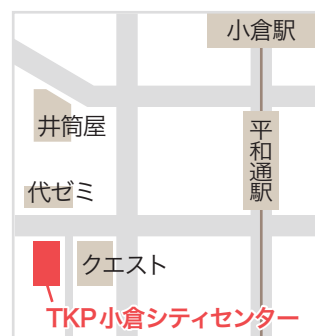 小倉駅
井筒屋
平和通駅
代ゼミ
クエスト
TKP小倉シティセンター